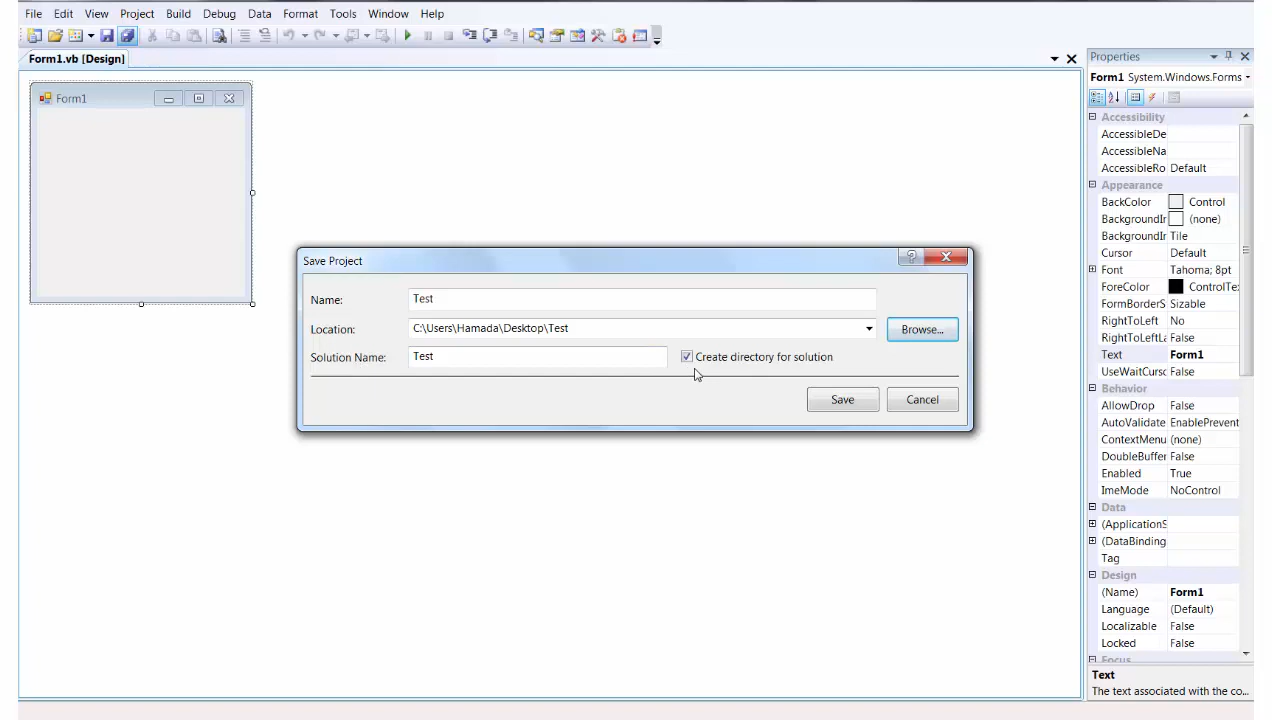 File Edit View Project Build Debug Data Format Tools Window Help
Form1.vb [Design]
Form1
Save Project
Name: Test
Location: C:\Users\Hamada\Desktop\Test Browse...
Solution Name: Test Create directory for solution
Save Cancel
Properties
Form1 System.Windows.Forms
Accessibility
AccessibleDe
AccessibleNa
AccessibleRo Default
Appearance
BackColor Control
BackgroundIr (none)
BackgroundIr Tile
Cursor Default
Font Tahoma; 8pt
ForeColor ControlTe
FormBorderS Sizable
RightToLeft No
RightToLeftLa False
Text Form1
UseWaitCurso False
Behavior
AllowDrop False
AutoValidate EnablePrevent
ContextMenu (none)
DoubleBuffer False
Enabled True
ImeMode NoControl
Data
(ApplicationS
(DataBinding
Tag
Design
(Name) Form1
Language (Default)
Localizable False
Locked False
Focus
Text
The text associated with the co...